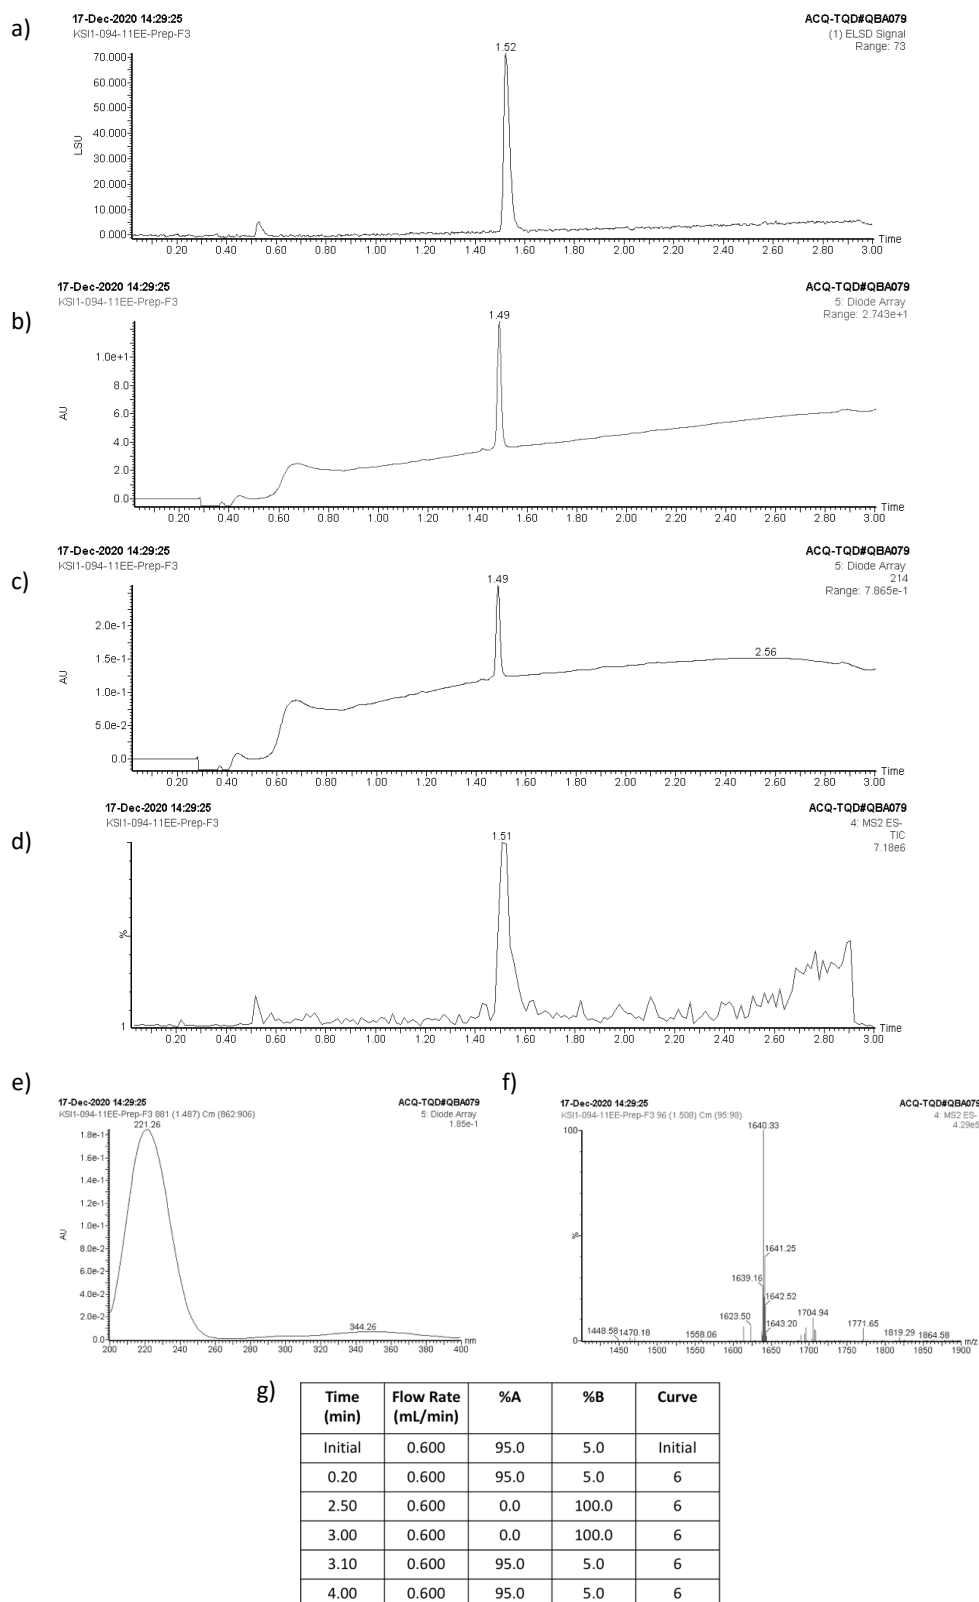 a)
17-Dec-2020 14:29:25
ACQ-TQD#QBA079
KSI1-094-11EE-Prep-F3
(1) ELSD Signal
Range: 73
1.52
70.000
60.000
50.000
40.000
30.000
20.000
10.000
0.000
LSU
0.20 0.40 0.60 0.80 1.00 1.20 1.40 1.60 1.80 2.00 2.20 2.40 2.60 2.80 3.00
Time
b)
17-Dec-2020 14:29:25
ACQ-TQD#QBA079
KSI1-094-11EE-Prep-F3
5: Diode Array
Range: 2.743e+1
1.49
1.0e+1
8.0
6.0
4.0
2.0
0.0
AU
0.20 0.40 0.60 0.80 1.00 1.20 1.40 1.60 1.80 2.00 2.20 2.40 2.60 2.80 3.00
Time
c)
17-Dec-2020 14:29:25
ACQ-TQD#QBA079
KSI1-094-11EE-Prep-F3
5: Diode Array
214
Range: 7.865e-1
1.49
2.56
2.0e-1
1.5e-1
1.0e-1
5.0e-2
0.0
AU
0.20 0.40 0.60 0.80 1.00 1.20 1.40 1.60 1.80 2.00 2.20 2.40 2.60 2.80 3.00
Time
d)
17-Dec-2020 14:29:25
ACQ-TQD#QBA079
KSI1-094-11EE-Prep-F3
4: MS2 ES-
TIC
7.18e6
1.51
%
1
0.20 0.40 0.60 0.80 1.00 1.20 1.40 1.60 1.80 2.00 2.20 2.40 2.60 2.80 3.00
Time
e)
17-Dec-2020 14:29:25
ACQ-TQD#QBA079
KSI1-094-11EE-Prep-F3 881 (1.487) Cm (862:906)
5: Diode Array
1.85e-1
221.26
1.8e-1
1.6e-1
1.4e-1
1.2e-1
1.0e-1
8.0e-2
6.0e-2
4.0e-2
2.0e-2
0.0
AU
344.26
200 220 240 260 280 300 320 340 360 380 400
nm
f)
17-Dec-2020 14:29:25
ACQ-TQD#QBA079
KSI1-094-11EE-Prep-F3 96 (1.508) Cm (95:98)
4: MS2 ES-
4.29e5
100
%
0
1640.33
1641.25
1639.16
1642.52
1623.50
1643.20
1704.94
1448.58
1470.18
1558.06
1771.65
1819.29
1864.58
1450 1500 1550 1600 1650 1700 1750 1800 1850 1900
m/z
g)
Time (min) Flow Rate (mL/min) %A %B Curve
Initial 0.600 95.0 5.0 Initial
0.20 0.600 95.0 5.0 6
2.50 0.600 0.0 100.0 6
3.00 0.600 0.0 100.0 6
3.10 0.600 95.0 5.0 6
4.00 0.600 95.0 5.0 6